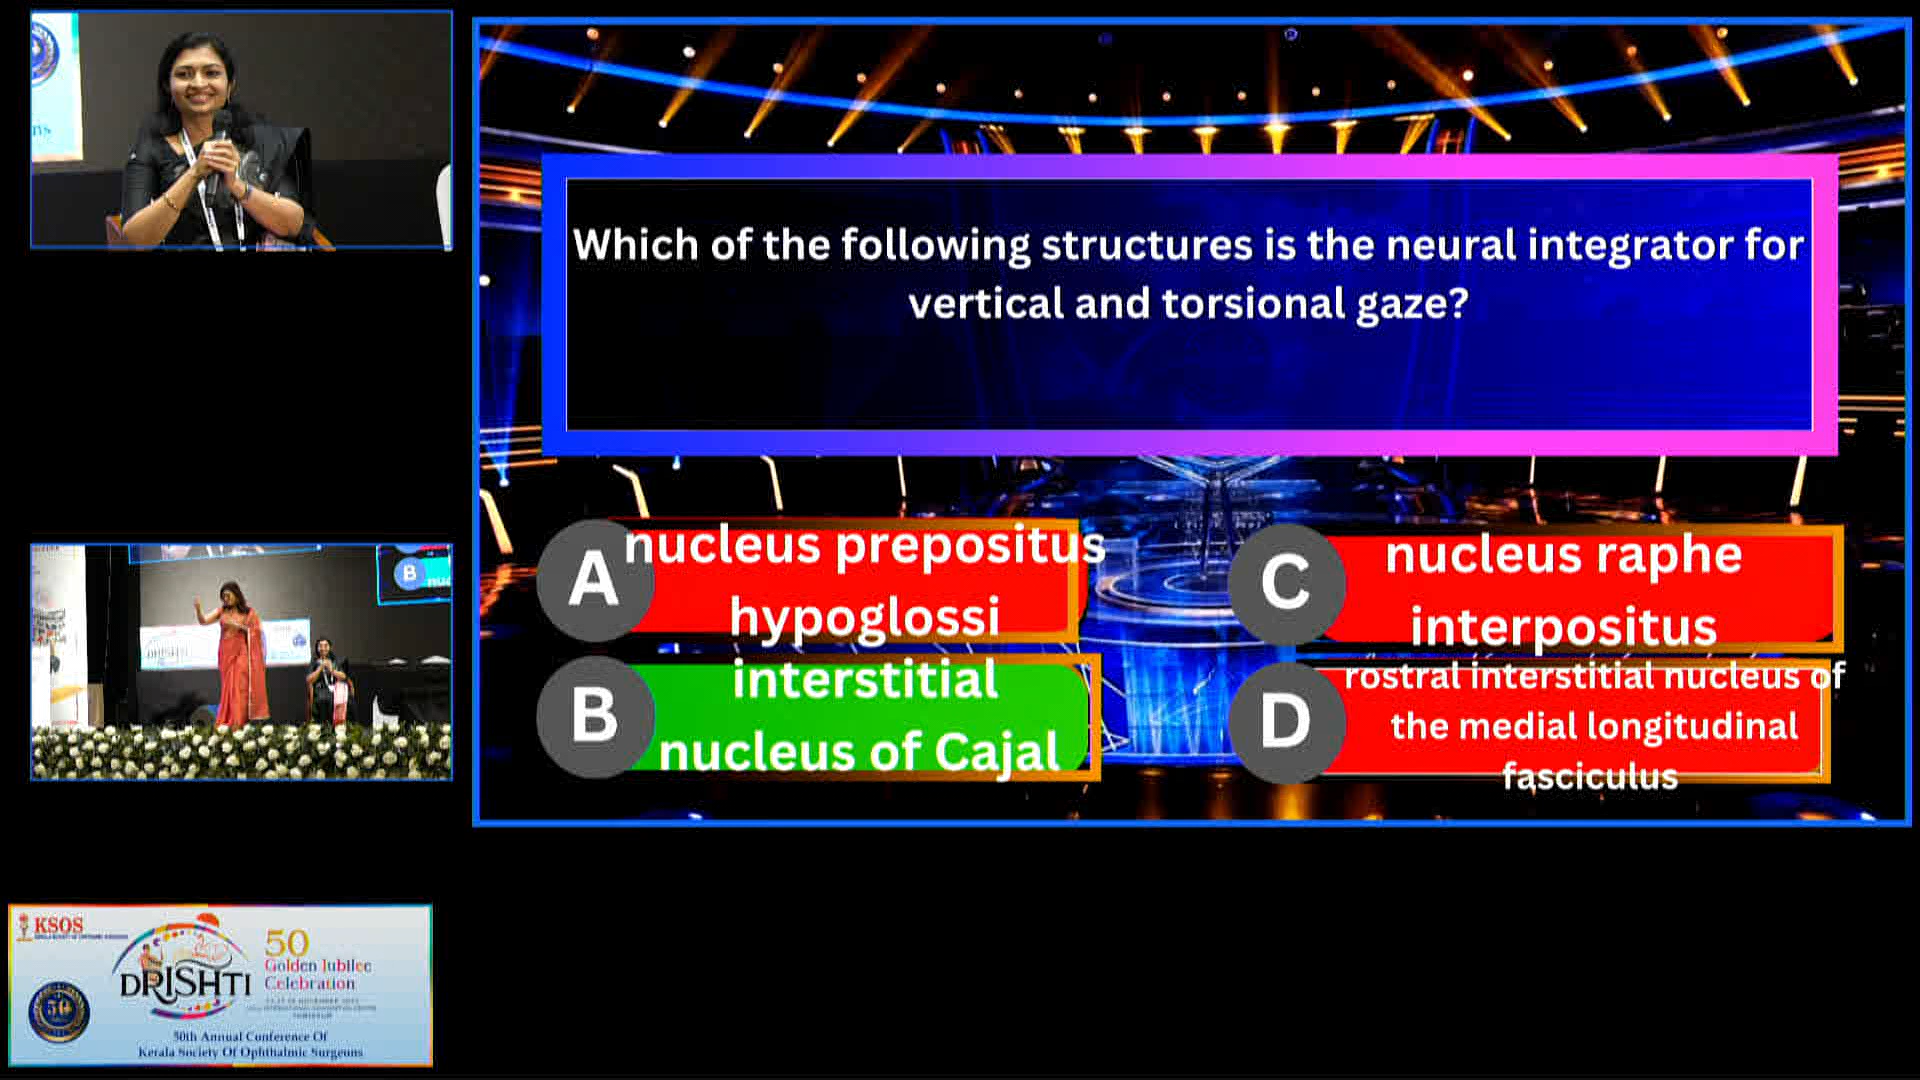 Which of the following structures is the neural integrator for
vertical and torsional gaze?
A
nucleus prepositus
hypoglossi
B
interstitial
nucleus of Cajal
C
nucleus raphe
interpositus
D
rostral interstitial nucleus of
the medial longitudinal
fasciculus
B
KSOS
DRISHTI
50
Golden Jubilee
Celebration
50
50th Annual Conference Of
Kerala Society Of Ophthalmic Surgeons